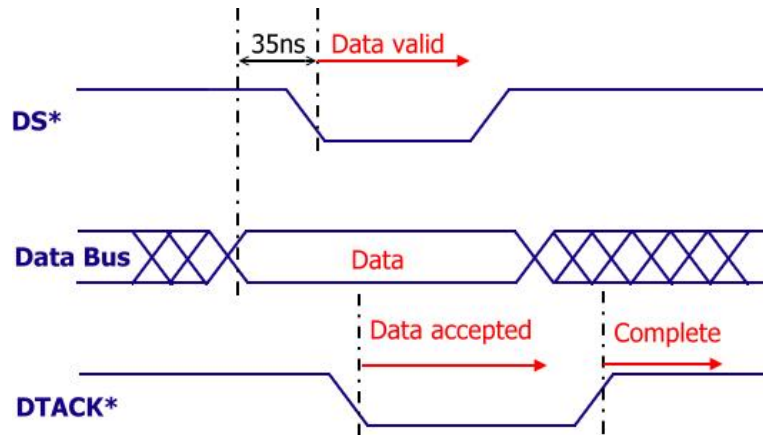 35ns
Data valid
DS*
Data Bus
Data
Data accepted
Complete
DTACK*